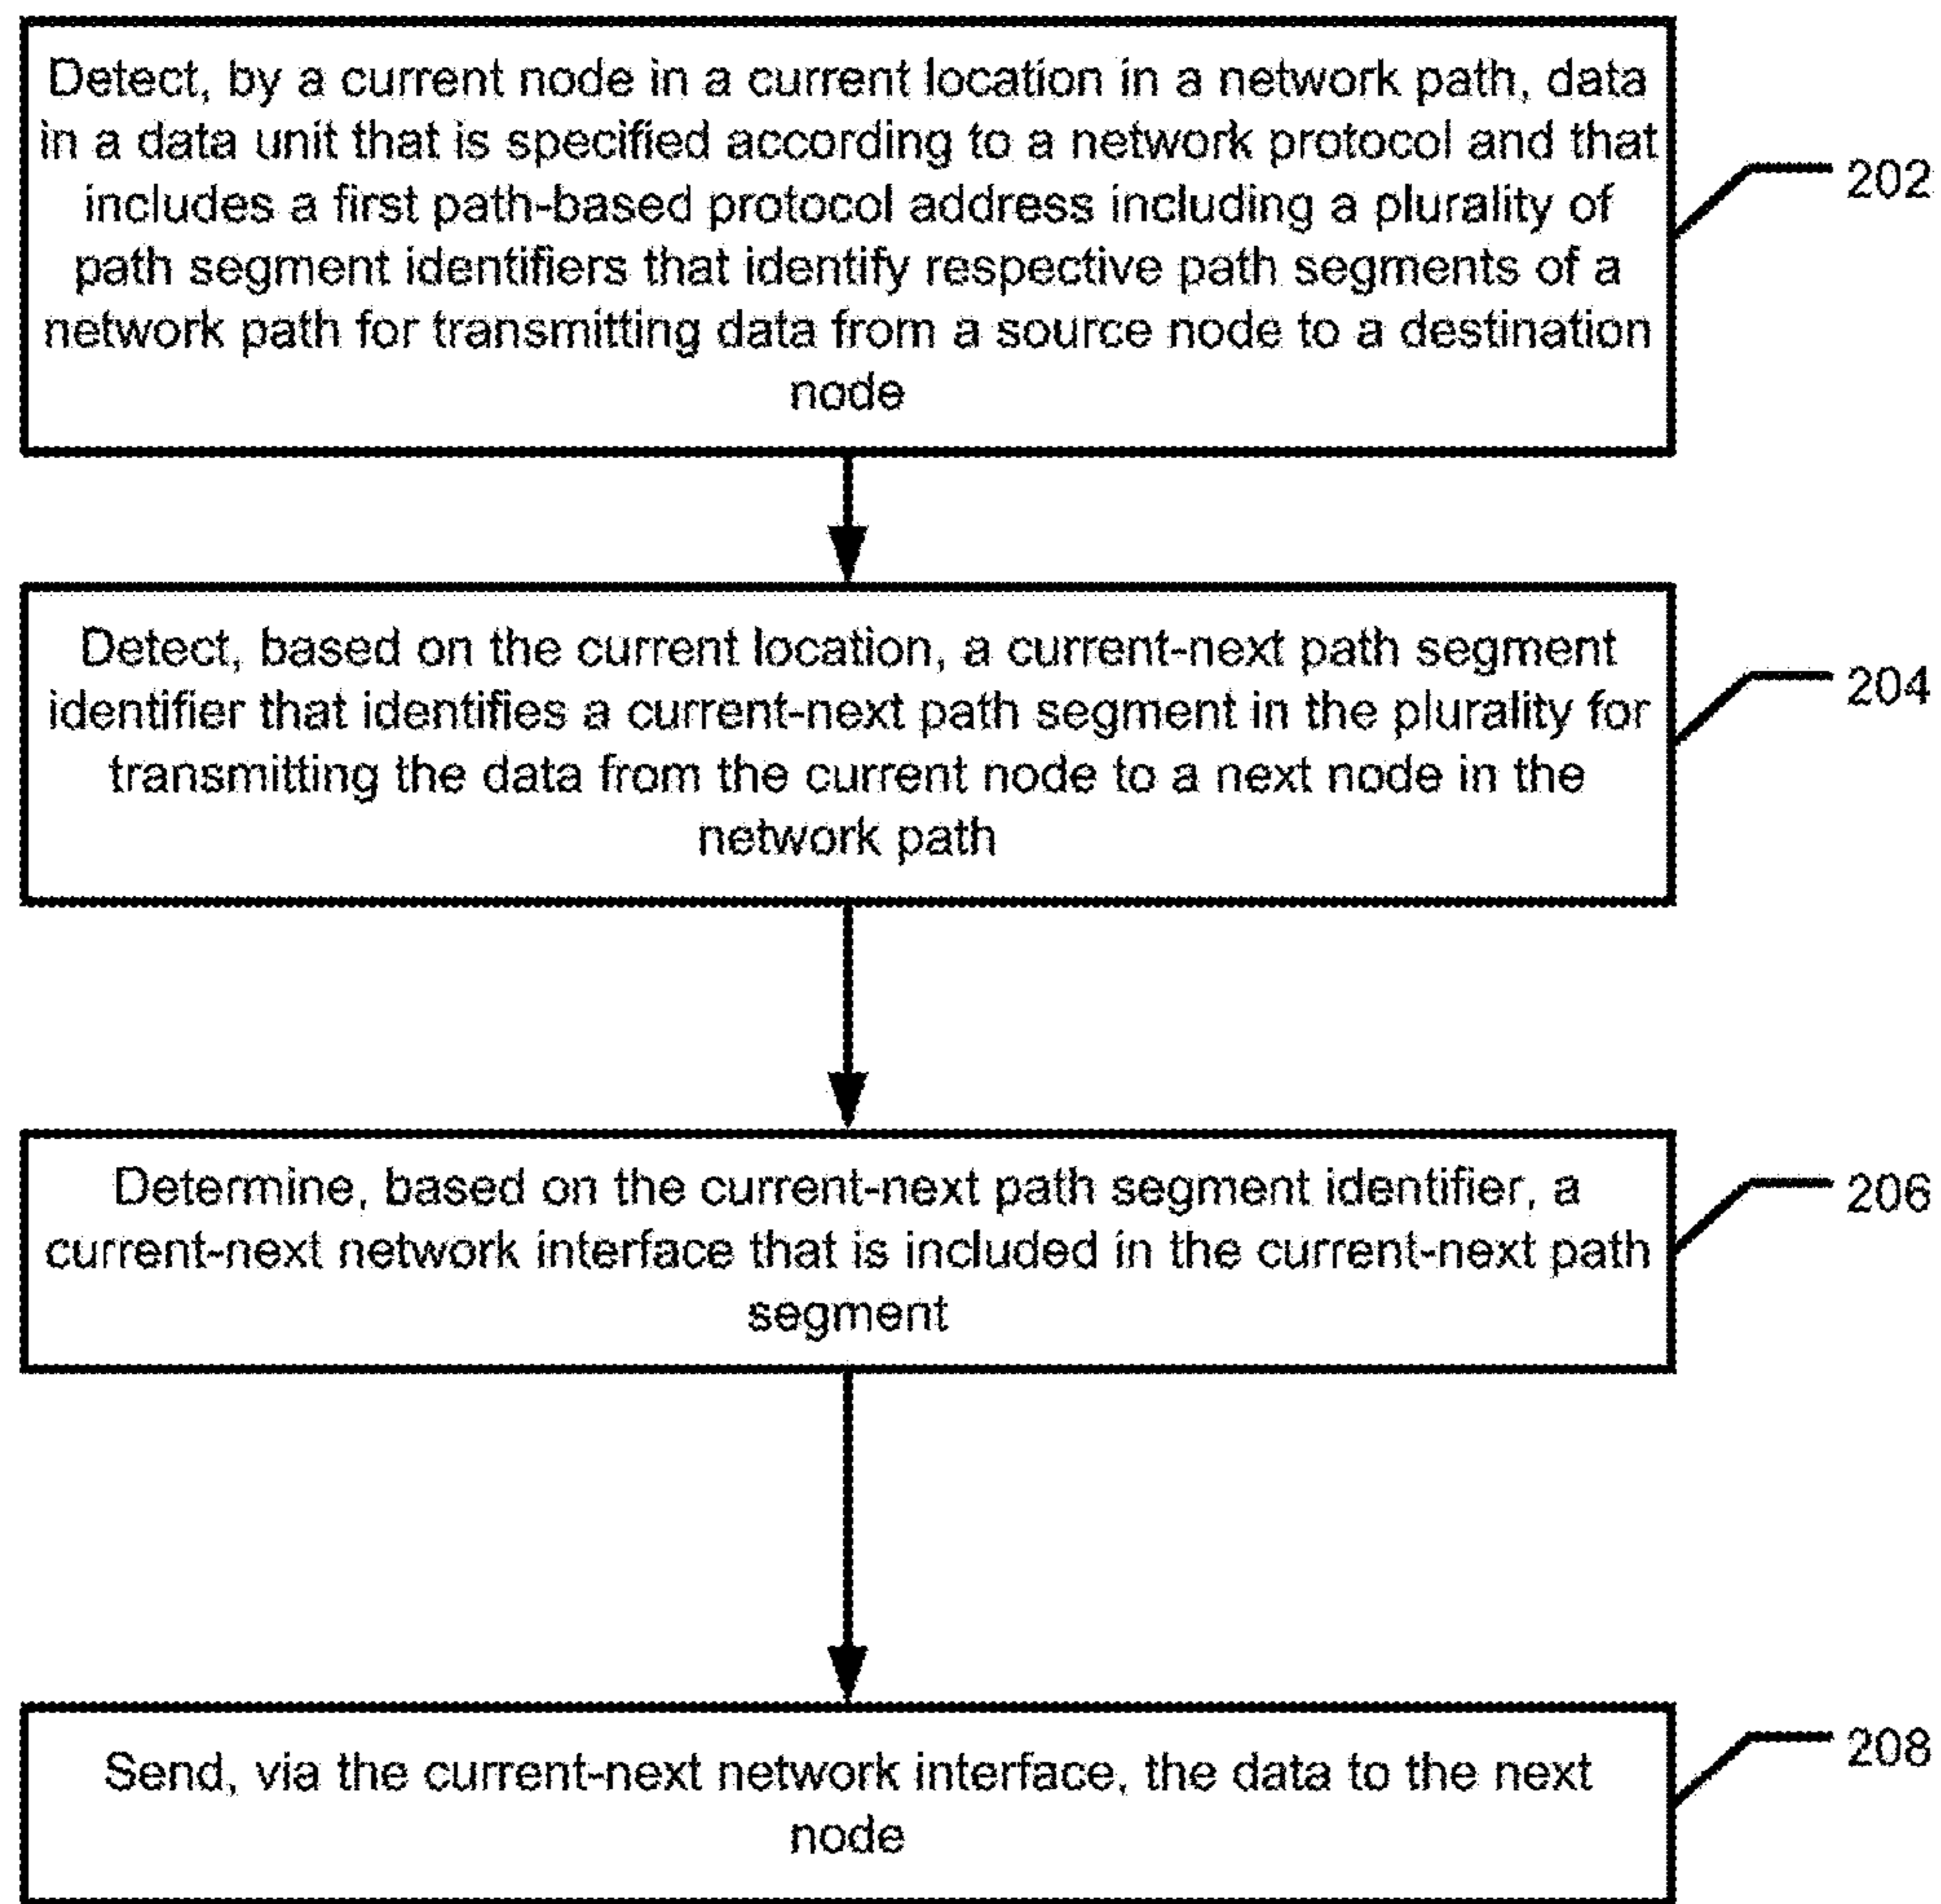 Detect, by a current node in a current location in a network path, data
in a data unit that is specified according to a network protocol and that
includes a first path-based protocol address including a plurality of
path segment identifiers that identify respective path segments of a
network path for transmitting data from a source node to a destination
node
202
Detect, based on the current location, a current-next path segment
identifier that identifies a current-next path segment in the plurality for
transmitting the data from the current node to a next node in the
network path
204
Determine, based on the current-next path segment identifier, a
current-next network interface that is included in the current-next path
segment
206
Send, via the current-next network interface, the data to the next
node
208